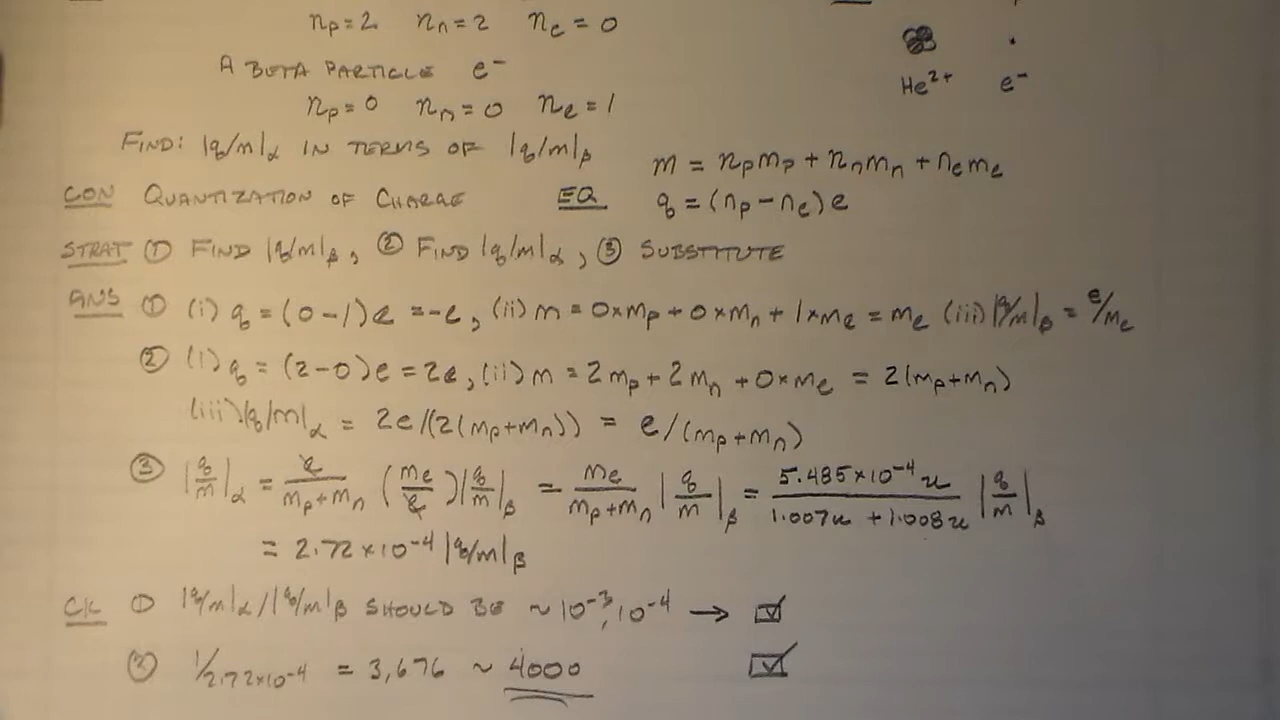 n_p = 2 n_n = 2 n_e = 0
He²⁺ e⁻
A BETA PARTICLE e⁻
n_p = 0 n_n = 0 n_e = 1
FIND: |q/m|_α IN TERMS OF |q/m|_β
m = n_p m_p + n_n m_n + n_e m_e
CON QUANTIZATION OF CHARGE EQ q = (n_p − n_e) e
STRAT ① FIND |q/m|_β, ② FIND |q/m|_α, ③ SUBSTITUTE
ANS ① (i) q = (0−1)e = −e, (ii) m = 0×m_p + 0×m_n + 1×m_e = m_e (iii) |q/m|_β = e/m_e
② (i) q = (2−0)e = 2e, (ii) m = 2m_p + 2m_n + 0×m_e = 2(m_p+m_n)
(iii) |q/m|_α = 2e/(2(m_p+m_n)) = e/(m_p+m_n)
③ |q/m|_α = e/(m_p+m_n) (m_e/e) |q/m|_β = m_e/(m_p+m_n) |q/m|_β = 5.485×10⁻⁴u/(1.007u + 1.008u) |q/m|_β
= 2.72×10⁻⁴ |q/m|_β
CK ① |q/m|_α/|q/m|_β SHOULD BE ~ 10⁻³, 10⁻⁴ → ☑
② 1/2.72×10⁻⁴ = 3,676 ~ 4000 ☑